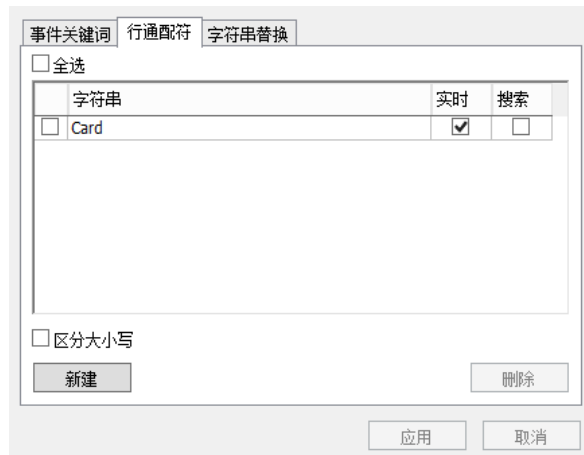 事件关键词 行通配符 字符串替换
全选
字符串 实时 搜索
Card
区分大小写
新建 删除
应用 取消